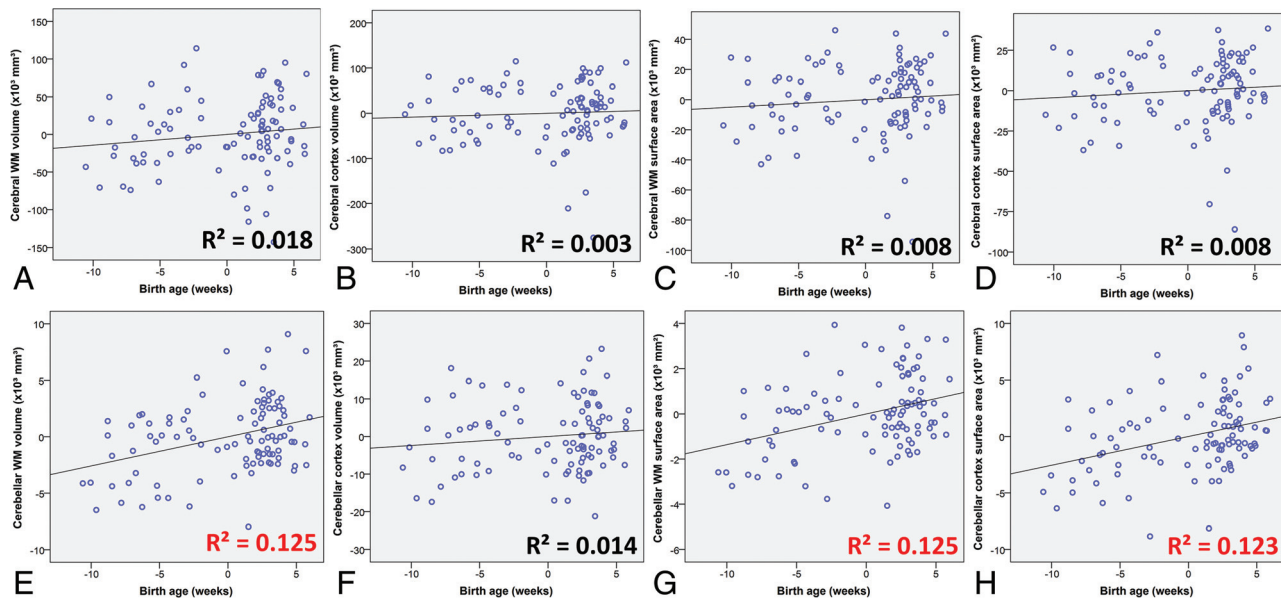 Cerebral WM volume (x10³ mm³)
150
100
50
0
-50
-100
-150
-10
-5
0
5
R² = 0.018
Birth age (weeks)
A
Cerebral cortex volume (x10³ mm³)
200
100
0
-100
-200
-300
-10
-5
0
5
R² = 0.003
Birth age (weeks)
B
Cerebral WM surface area (x10³ mm²)
40
20
0
-20
-40
-60
-80
-100
-10
-5
0
5
R² = 0.008
Birth age (weeks)
C
Cerebral cortex surface area (x10³ mm²)
25
0
-25
-50
-75
-100
-10
-5
0
5
R² = 0.008
Birth age (weeks)
D
Cerebellar WM volume (x10³ mm³)
10
5
0
-5
-10
-10
-5
0
5
R² = 0.125
Birth age (weeks)
E
Cerebellar cortex volume (x10³ mm³)
30
20
10
0
-10
-20
-30
-10
-5
0
5
R² = 0.014
Birth age (weeks)
F
Cerebellar WM surface area (x10³ mm²)
4
2
0
-2
-4
-6
-10
-5
0
5
R² = 0.125
Birth age (weeks)
G
Cerebellar cortex surface area (x10³ mm²)
10
5
0
-5
-10
-10
-5
0
5
R² = 0.123
Birth age (weeks)
H